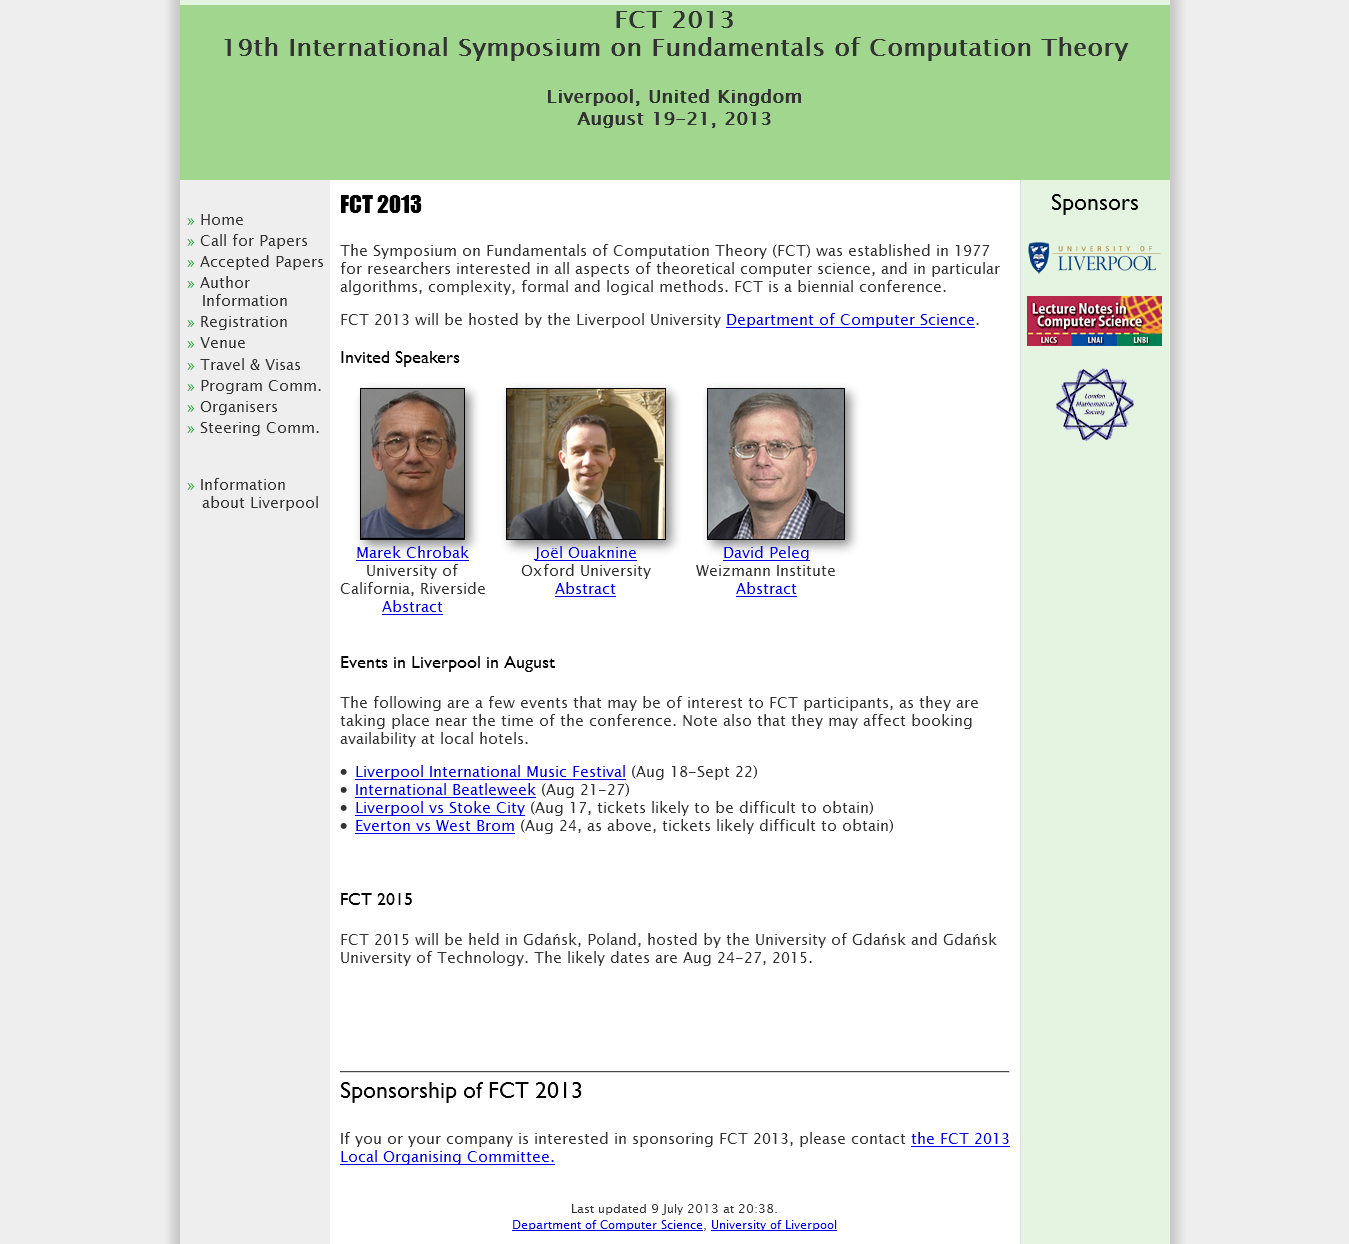 FCT 2013
19th International Symposium on Fundamentals of Computation Theory
Liverpool, United Kingdom
August 19-21, 2013
» Home
» Call for Papers
» Accepted Papers
» Author
Information
» Registration
» Venue
» Travel & Visas
» Program Comm.
» Organisers
» Steering Comm.
» Information
about Liverpool
FCT 2013
The Symposium on Fundamentals of Computation Theory (FCT) was established in 1977
for researchers interested in all aspects of theoretical computer science, and in particular
algorithms, complexity, formal and logical methods. FCT is a biennial conference.
FCT 2013 will be hosted by the Liverpool University Department of Computer Science.
Invited Speakers
Marek Chrobak
University of
California, Riverside
Abstract
Joël Ouaknine
Oxford University
Abstract
David Peleg
Weizmann Institute
Abstract
Events in Liverpool in August
The following are a few events that may be of interest to FCT participants, as they are
taking place near the time of the conference. Note also that they may affect booking
availability at local hotels.
• Liverpool International Music Festival (Aug 18-Sept 22)
• International Beatleweek (Aug 21-27)
• Liverpool vs Stoke City (Aug 17, tickets likely to be difficult to obtain)
• Everton vs West Brom (Aug 24, as above, tickets likely difficult to obtain)
FCT 2015
FCT 2015 will be held in Gdańsk, Poland, hosted by the University of Gdańsk and Gdańsk
University of Technology. The likely dates are Aug 24-27, 2015.
Sponsorship of FCT 2013
If you or your company is interested in sponsoring FCT 2013, please contact the FCT 2013
Local Organising Committee.
Last updated 9 July 2013 at 20:38.
Department of Computer Science, University of Liverpool
Sponsors
UNIVERSITY OF
LIVERPOOL
Lecture Notes in
Computer Science
LNCS LNAI LNBI
London
Mathematical
Society